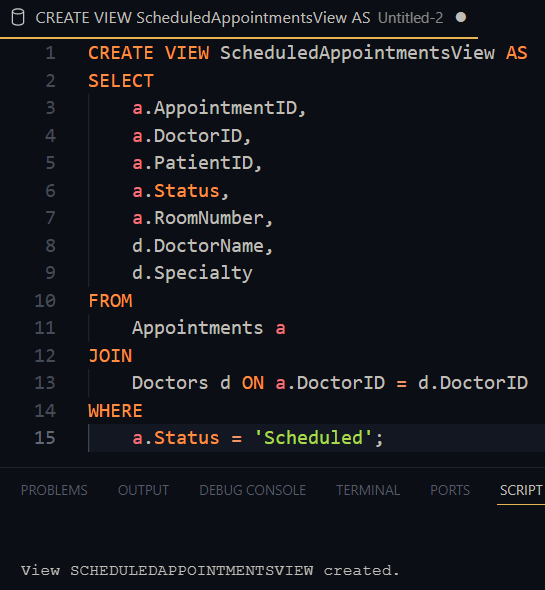 CREATE VIEW ScheduledAppointmentsView AS Untitled-2
1 CREATE VIEW ScheduledAppointmentsView AS
2 SELECT
3 a.AppointmentID,
4 a.DoctorID,
5 a.PatientID,
6 a.Status,
7 a.RoomNumber,
8 d.DoctorName,
9 d.Specialty
10 FROM
11 Appointments a
12 JOIN
13 Doctors d ON a.DoctorID = d.DoctorID
14 WHERE
15 a.Status = 'Scheduled';
PROBLEMS OUTPUT DEBUG CONSOLE TERMINAL PORTS SCRIPT
View SCHEDULEDAPPOINTMENTSVIEW created.